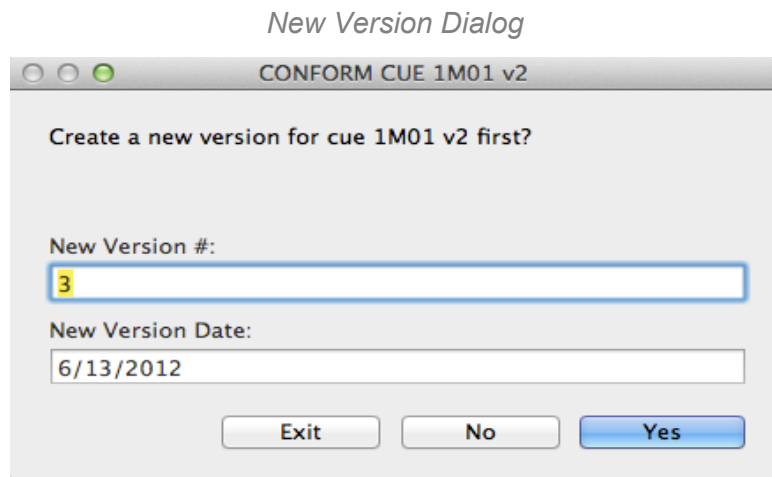 New Version Dialog
CONFORM CUE 1M01 v2
Create a new version for cue 1M01 v2 first?
New Version #:
3
New Version Date:
6/13/2012
Exit No Yes